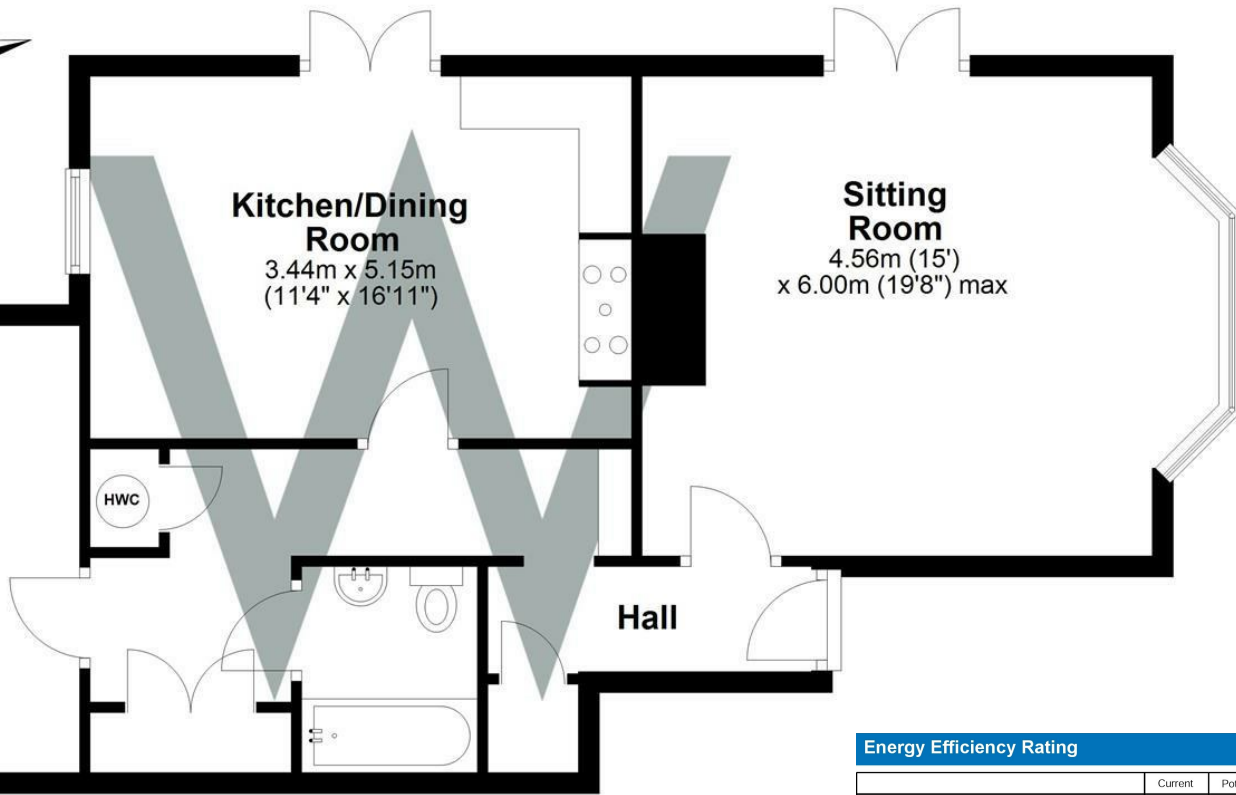 Kitchen/Dining
Room
3.44m x 5.15m
(11'4" x 16'11")
Sitting
Room
4.56m (15')
x 6.00m (19'8") max
HWC
Hall
Energy Efficiency Rating
Current